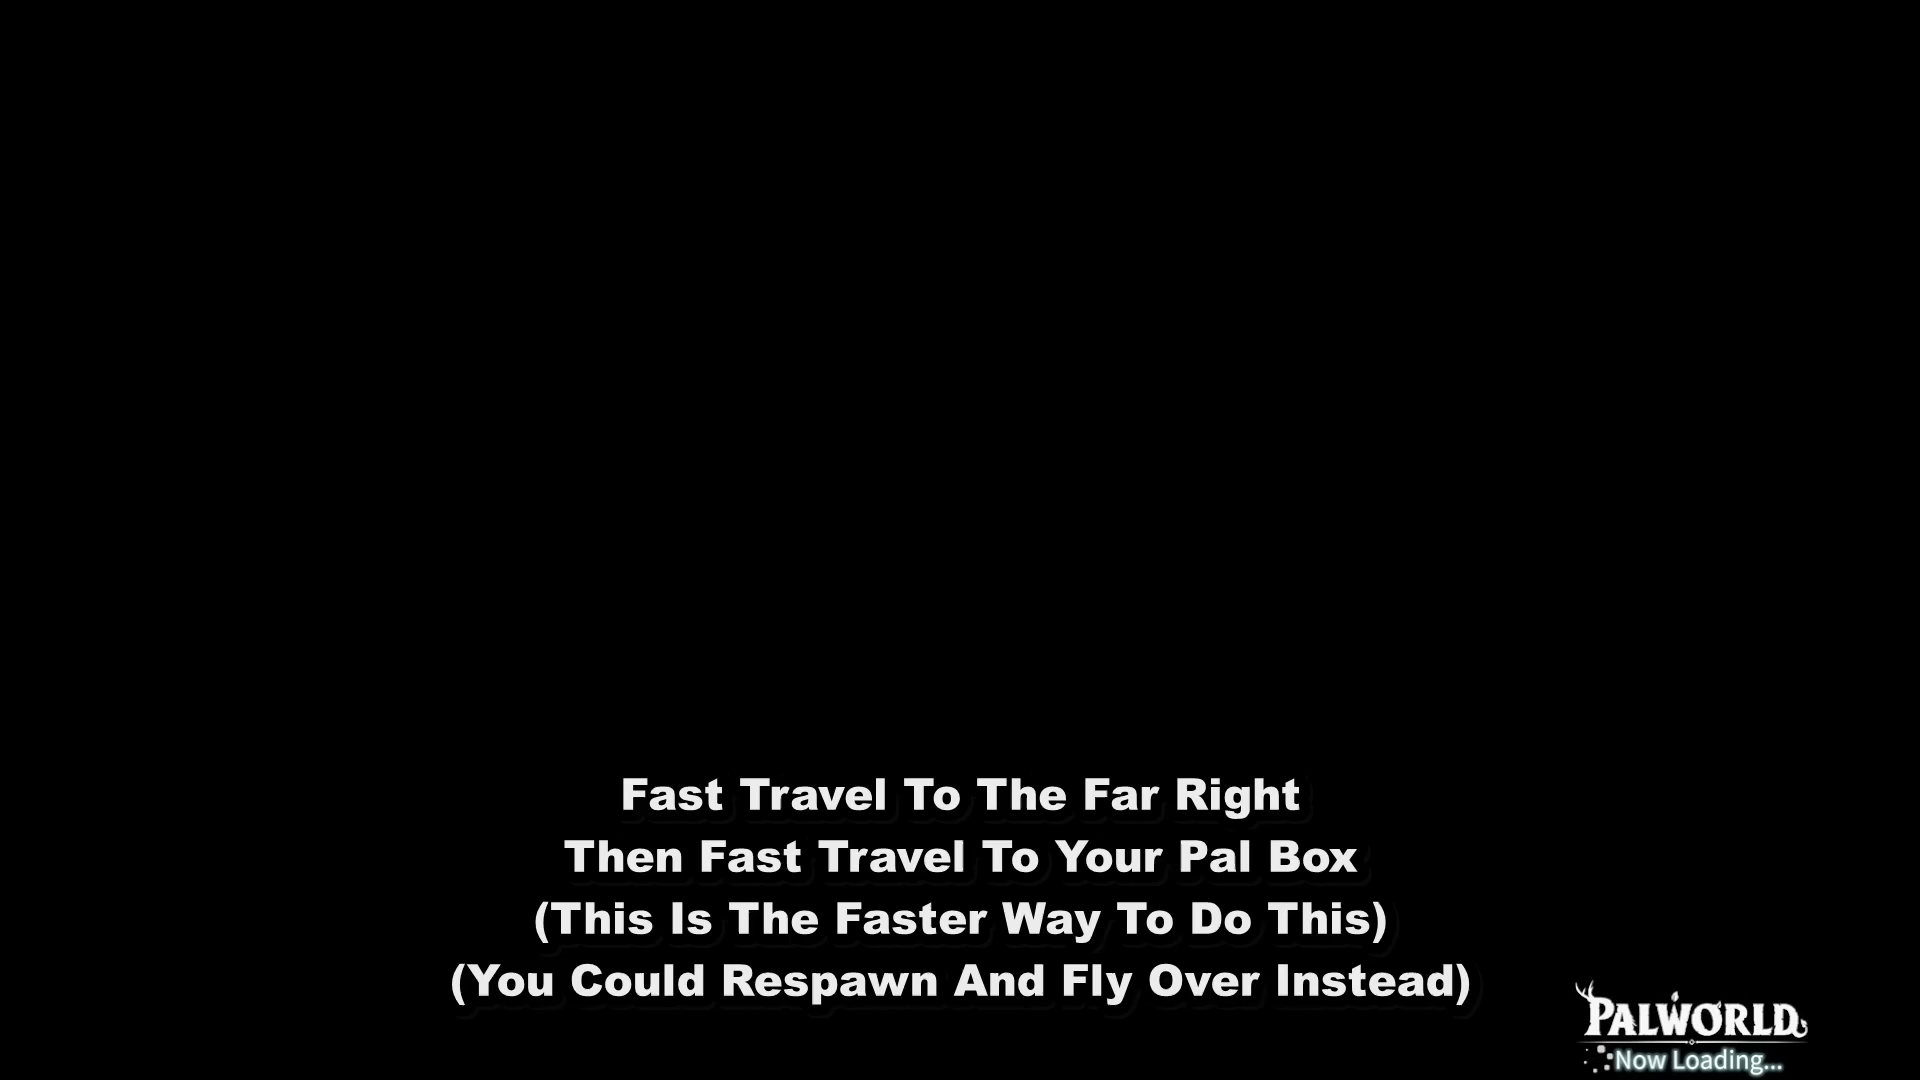 Fast Travel To The Far Right
Then Fast Travel To Your Pal Box
(This Is The Faster Way To Do This)
(You Could Respawn And Fly Over Instead)
PALWORLD
Now Loading...